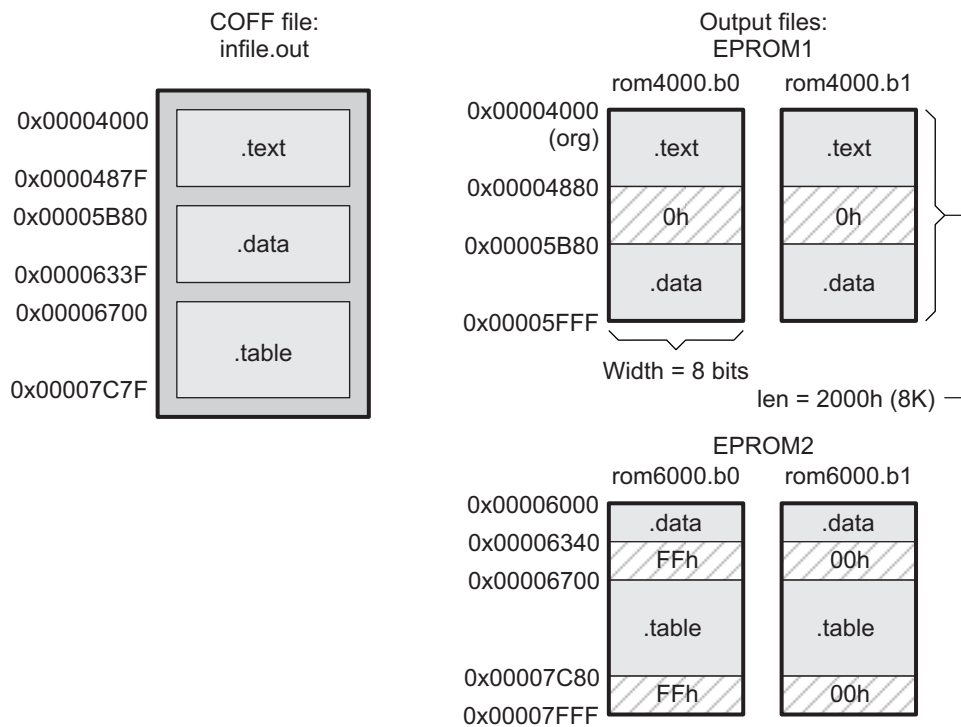 COFF file:
infile.out
0x00004000
.text
0x0000487F
0x00005B80
.data
0x0000633F
0x00006700
.table
0x00007C7F
Output files:
EPROM1
rom4000.b0 rom4000.b1
0x00004000
(org)
.text .text
0x00004880
0h 0h
0x00005B80
.data .data
0x00005FFF
Width = 8 bits
len = 2000h (8K)
EPROM2
rom6000.b0 rom6000.b1
0x00006000
.data .data
0x00006340
FFh 00h
0x00006700
.table .table
0x00007C80
FFh 00h
0x00007FFF